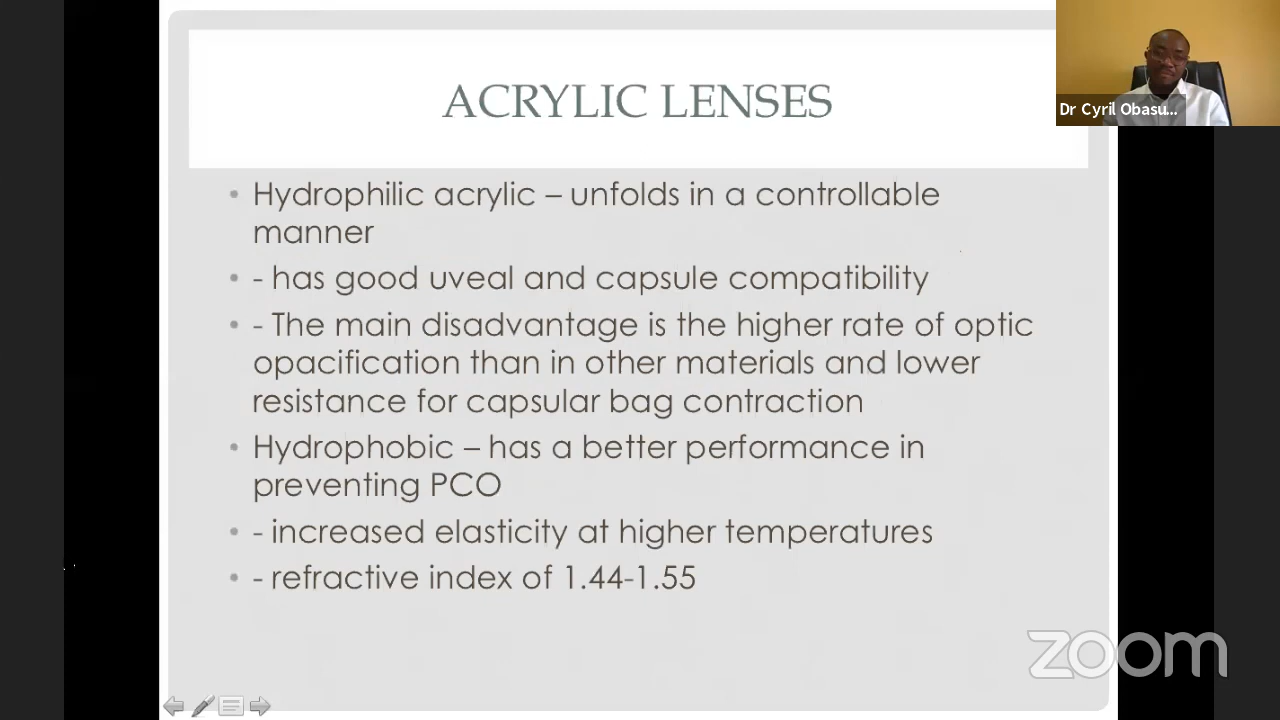 ACRYLIC LENSES
Dr Cyril Obasu...
• Hydrophilic acrylic – unfolds in a controllable
manner
• - has good uveal and capsule compatibility
• - The main disadvantage is the higher rate of optic
opacification than in other materials and lower
resistance for capsular bag contraction
• Hydrophobic – has a better performance in
preventing PCO
• - increased elasticity at higher temperatures
• - refractive index of 1.44-1.55
zoom